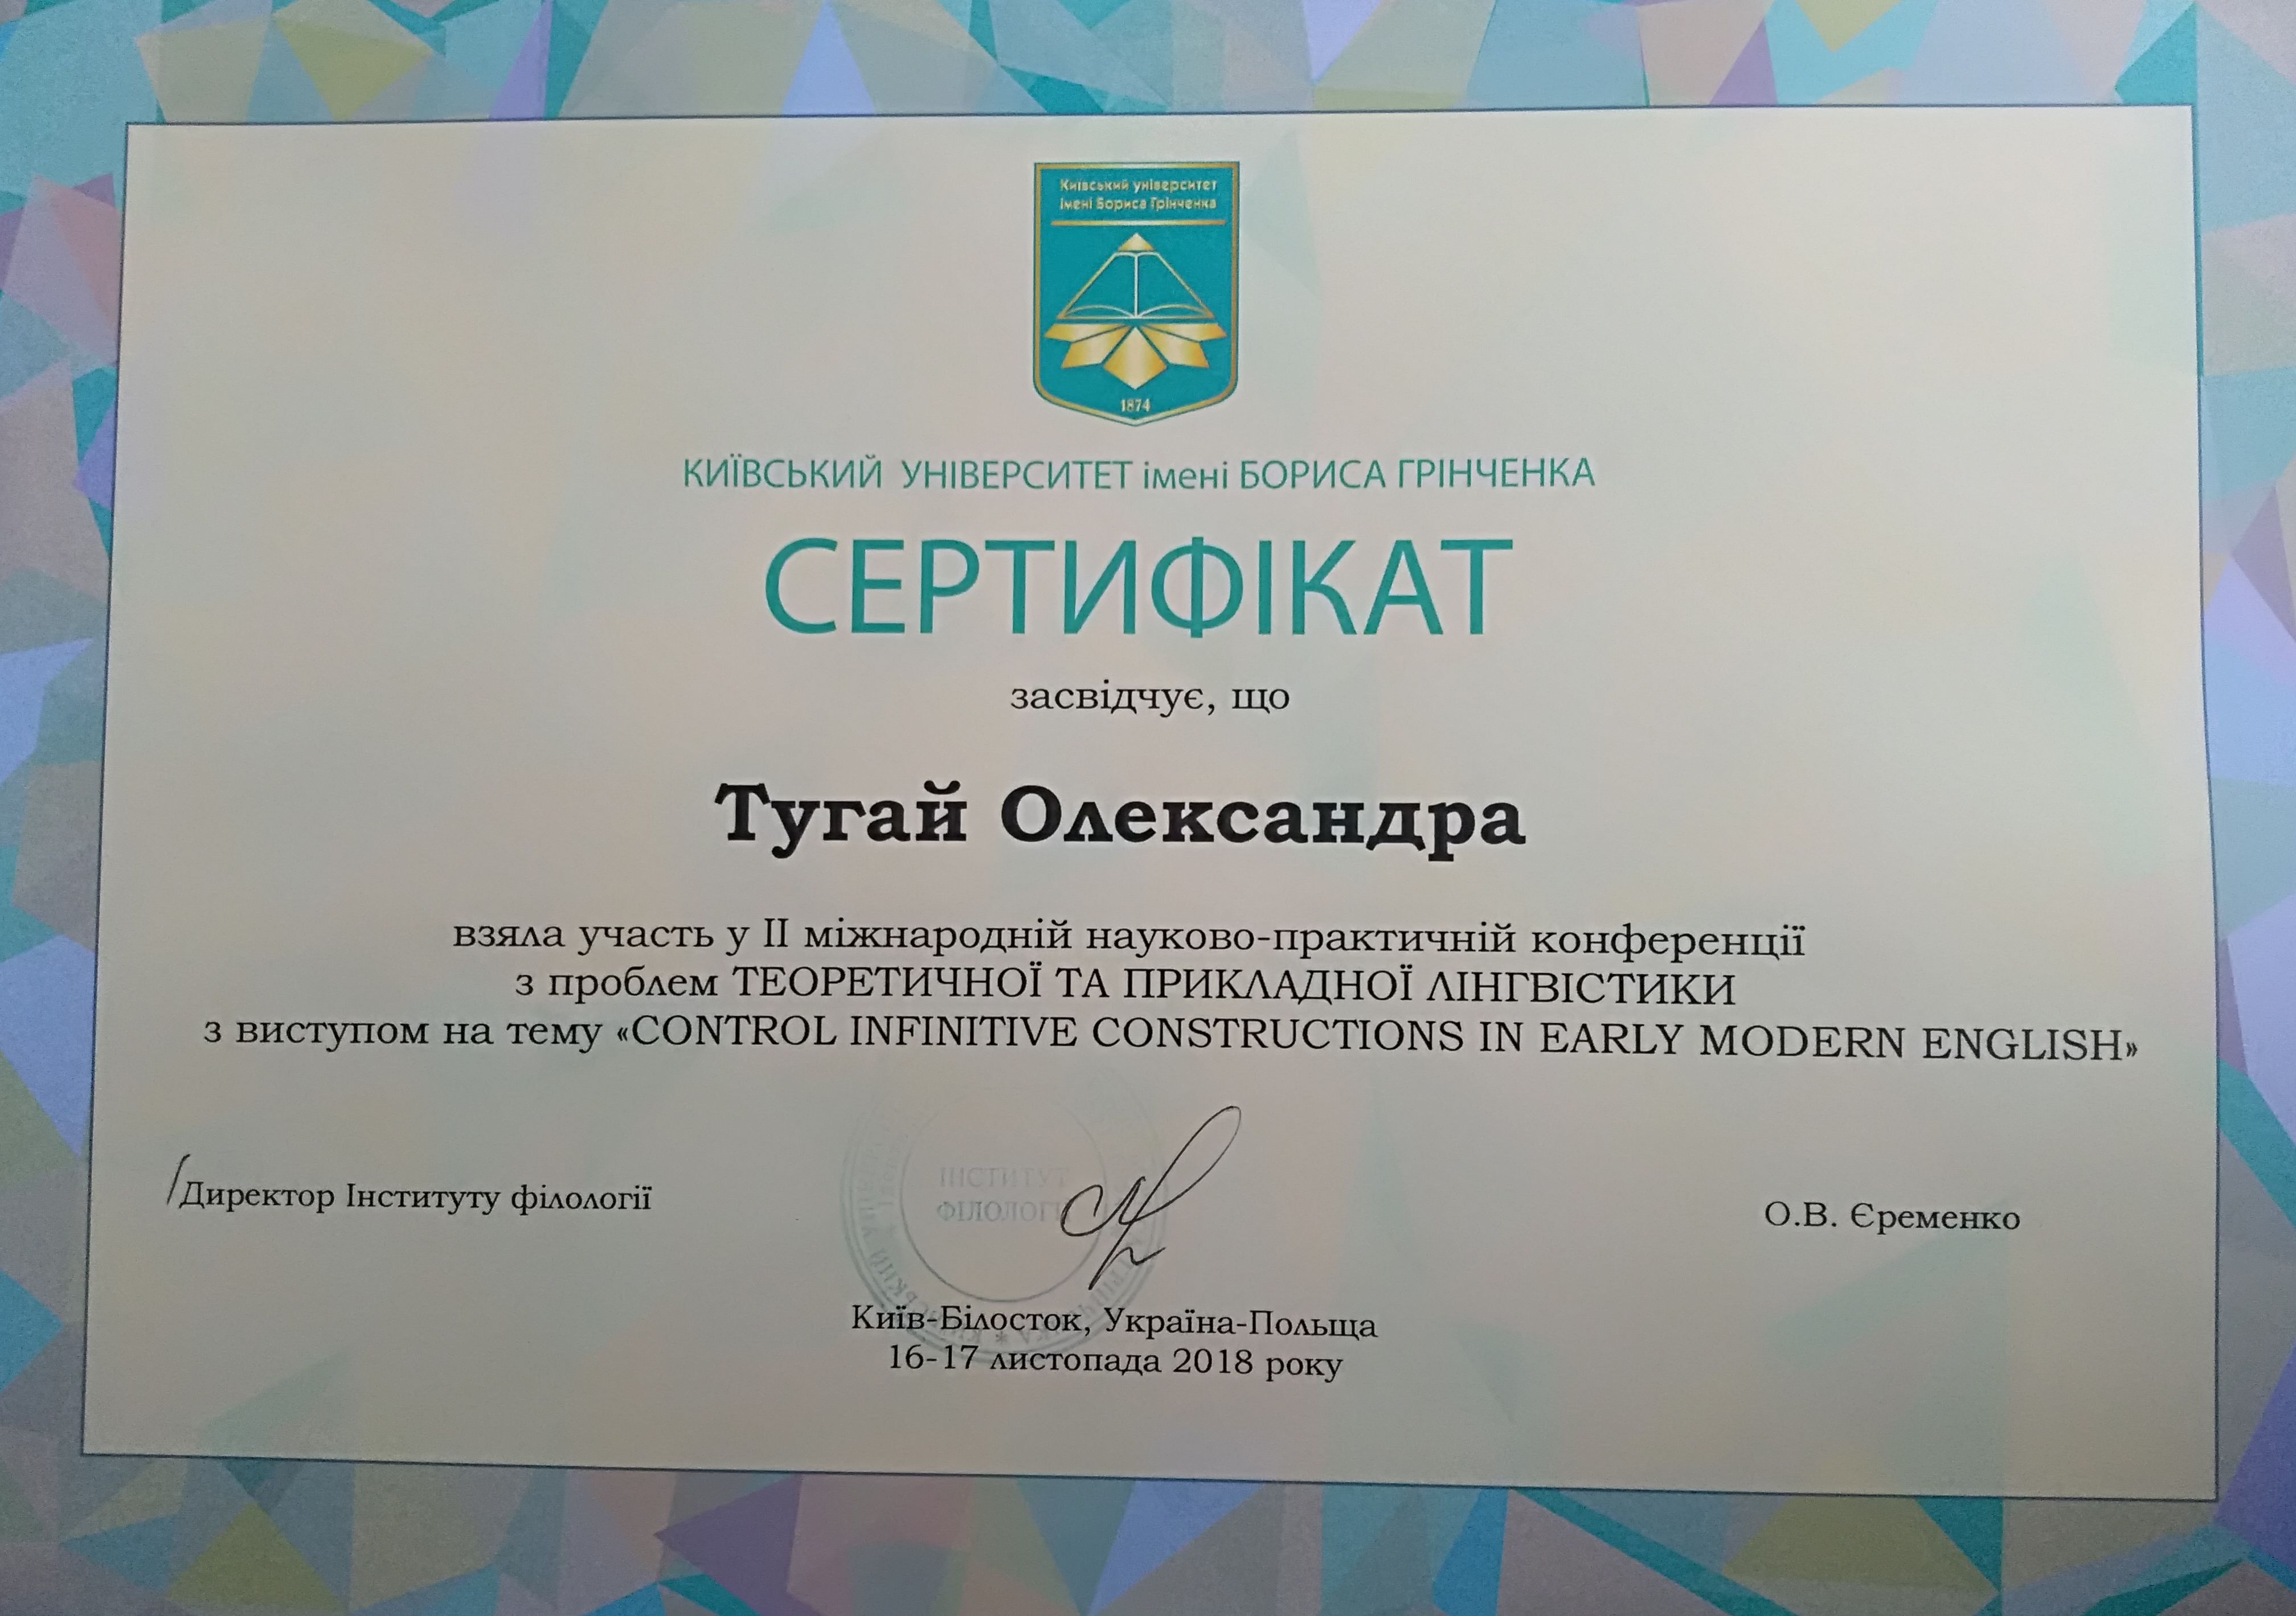 Київський університет
імені Бориса Грінченка
1874
КИЇВСЬКИЙ УНІВЕРСИТЕТ імені БОРИСА ГРІНЧЕНКА
СЕРТИФІКАТ
засвідчує, що
Тугай Олександра
взяла участь у ІІ міжнародній науково-практичній конференції
з проблем ТЕОРЕТИЧНОЇ ТА ПРИКЛАДНОЇ ЛІНГВІСТИКИ
з виступом на тему «CONTROL INFINITIVE CONSTRUCTIONS IN EARLY MODERN ENGLISH»
ІНСТИТУТ
ФІЛОЛОГІЇ
/Директор Інституту філології
О.В. Єременко
Київ-Білосток, Україна-Польща
16-17 листопада 2018 року